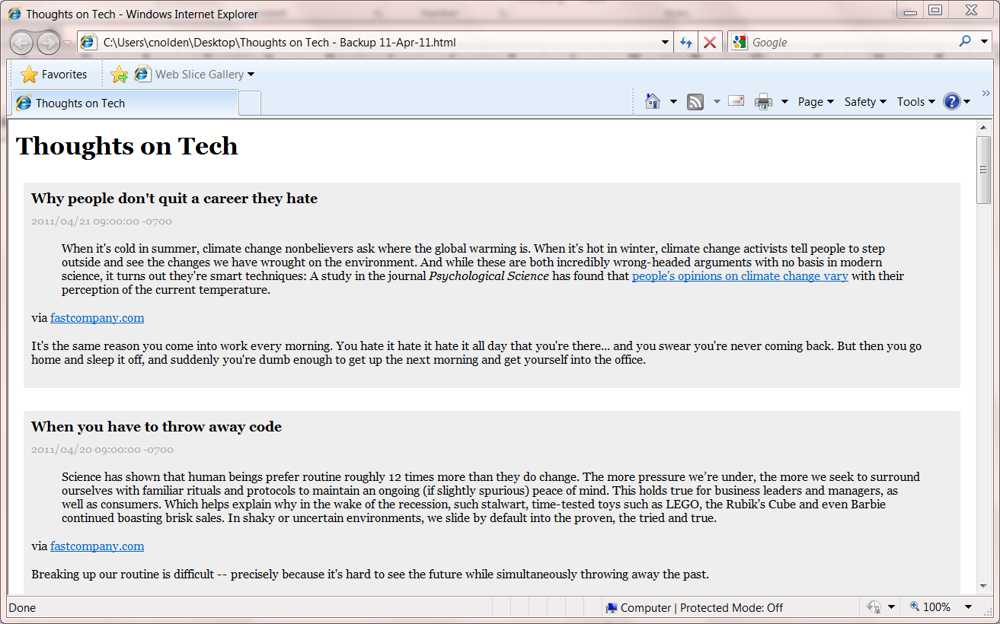 Thoughts on Tech - Windows Internet Explorer
C:\Users\cnolden\Desktop\Thoughts on Tech - Backup 11-Apr-11.html
Google
Favorites
Web Slice Gallery
Thoughts on Tech
Page Safety Tools
Thoughts on Tech
Why people don't quit a career they hate
2011/04/21 09:00:00 -0700
When it's cold in summer, climate change nonbelievers ask where the global warming is. When it's hot in winter, climate change activists tell people to step
outside and see the changes we have wrought on the environment. And while these are both incredibly wrong-headed arguments with no basis in modern
science, it turns out they're smart techniques: A study in the journal Psychological Science has found that people's opinions on climate change vary with their
perception of the current temperature.
via fastcompany.com
It's the same reason you come into work every morning. You hate it hate it hate it all day that you're there... and you swear you're never coming back. But then you go
home and sleep it off, and suddenly you're dumb enough to get up the next morning and get yourself into the office.
When you have to throw away code
2011/04/20 09:00:00 -0700
Science has shown that human beings prefer routine roughly 12 times more than they do change. The more pressure we’re under, the more we seek to surround
ourselves with familiar rituals and protocols to maintain an ongoing (if slightly spurious) peace of mind. This holds true for business leaders and managers, as
well as consumers. Which helps explain why in the wake of the recession, such stalwart, time-tested toys such as LEGO, the Rubik's Cube and even Barbie
continued boasting brisk sales. In shaky or uncertain environments, we slide by default into the proven, the tried and true.
via fastcompany.com
Breaking up our routine is difficult -- precisely because it's hard to see the future while simultaneously throwing away the past.
Done
Computer | Protected Mode: Off
100%